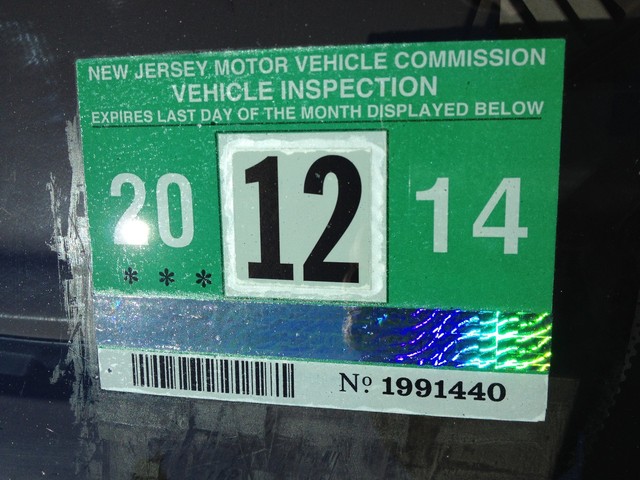 NEW JERSEY MOTOR VEHICLE COMMISSION
VEHICLE INSPECTION
EXPIRES LAST DAY OF THE MONTH DISPLAYED BELOW
20 12 14
***
Nº 1991440